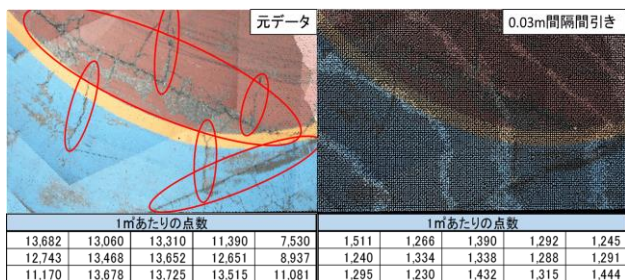 元データ
0.03m間隔間引き
1㎡あたりの点数
13,682 13,060 13,310 11,390 7,530
12,743 13,468 13,652 12,651 8,937
11,170 13,678 13,725 13,515 11,081
1㎡あたりの点数
1,511 1,266 1,390 1,292 1,245
1,240 1,334 1,338 1,288 1,291
1,295 1,230 1,432 1,315 1,444